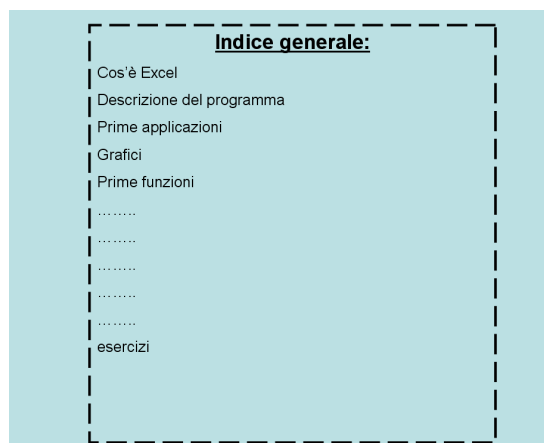 Indice generale:
Cos'è Excel
Descrizione del programma
Prime applicazioni
Grafici
Prime funzioni
……..
……..
……..
……..
……..
esercizi